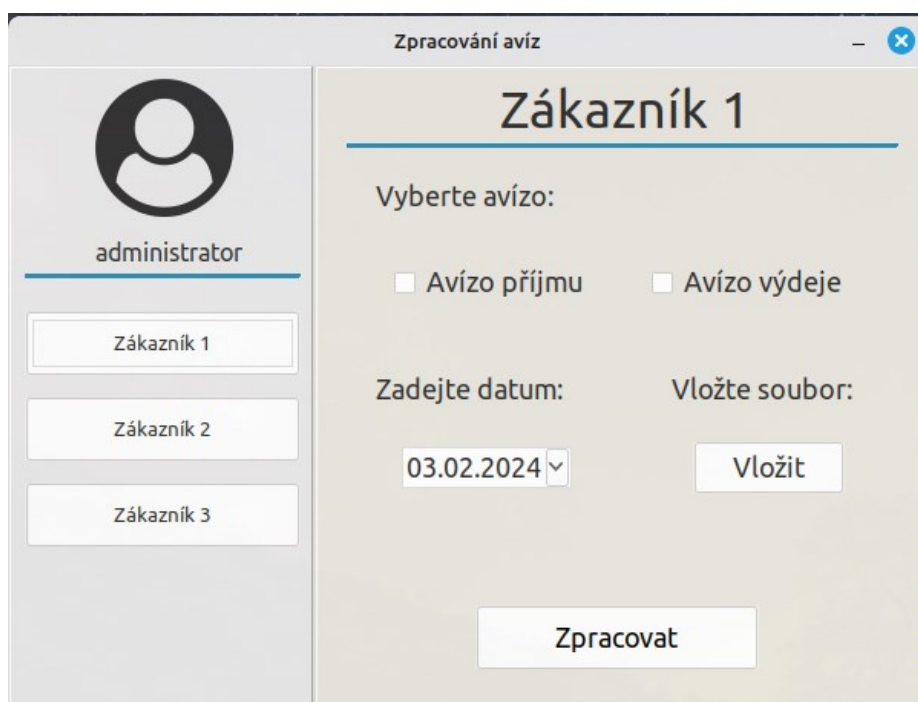 Zpracování avíz
administrator
Zákazník 1
Zákazník 2
Zákazník 3
Zákazník 1
Vyberte avízo:
Avízo příjmu Avízo výdeje
Zadejte datum: Vložte soubor:
03.02.2024 Vložit
Zpracovat